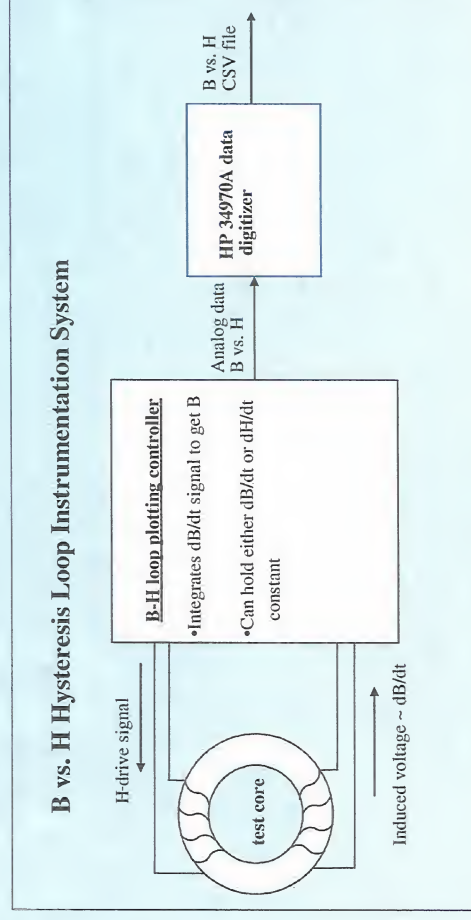 B vs. H Hysteresis Loop Instrumentation System
H-drive signal
test core
Induced voltage ~ dB/dt
B-H loop plotting controller
•Integrates dB/dt signal to get B
•Can hold either dB/dt or dH/dt
constant
Analog data
B vs. H
HP 34970A data
digitizer
B vs. H
CSV file